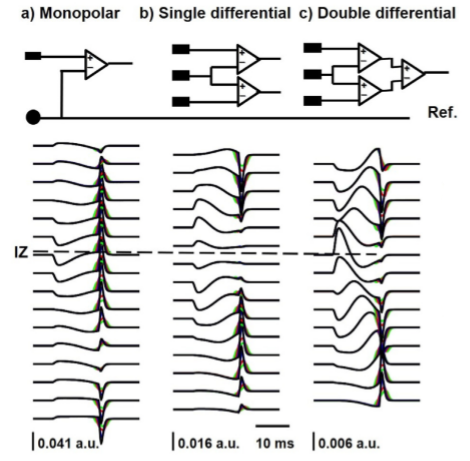 a) Monopolar b) Single differential c) Double differential
+ − + − + − + − + − + −
Ref.
IZ
0.041 a.u. 0.016 a.u. 10 ms 0.006 a.u.